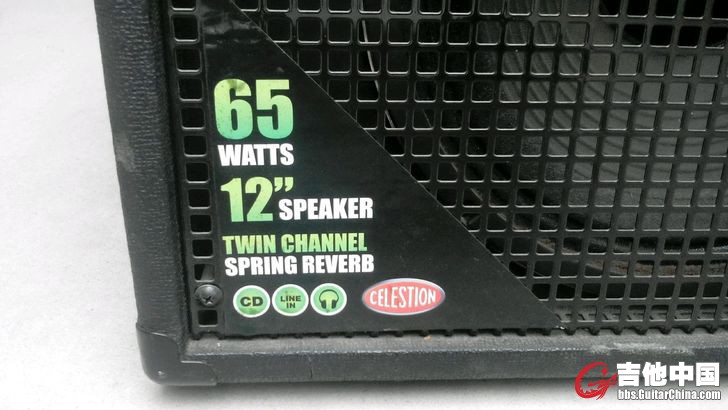 65
WATTS
12” SPEAKER
TWIN CHANNEL
SPRING REVERB
CD
LINE
IN
CELESTION
吉他中国
bbs.GuitarChina.com